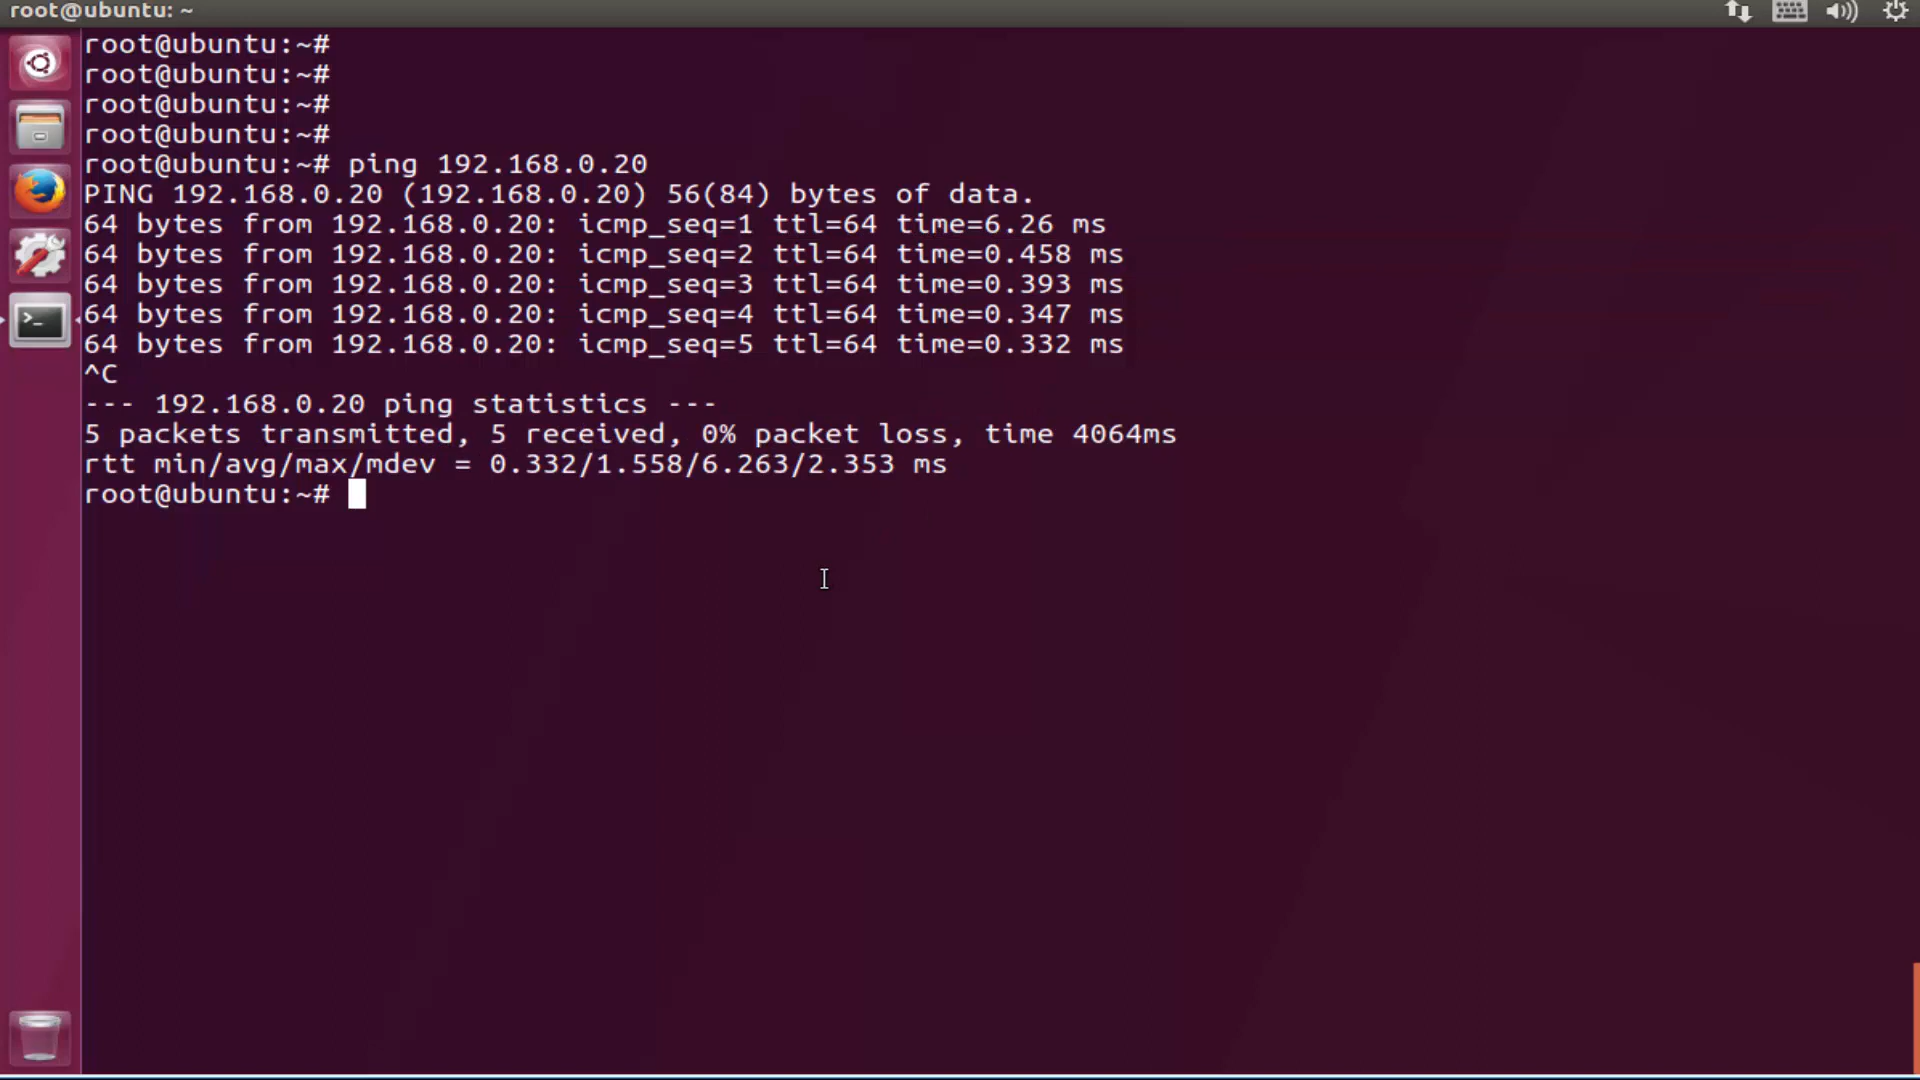 root@ubuntu: ~
root@ubuntu:~#
root@ubuntu:~#
root@ubuntu:~#
root@ubuntu:~#
root@ubuntu:~# ping 192.168.0.20
PING 192.168.0.20 (192.168.0.20) 56(84) bytes of data.
64 bytes from 192.168.0.20: icmp_seq=1 ttl=64 time=6.26 ms
64 bytes from 192.168.0.20: icmp_seq=2 ttl=64 time=0.458 ms
64 bytes from 192.168.0.20: icmp_seq=3 ttl=64 time=0.393 ms
64 bytes from 192.168.0.20: icmp_seq=4 ttl=64 time=0.347 ms
64 bytes from 192.168.0.20: icmp_seq=5 ttl=64 time=0.332 ms
^C
--- 192.168.0.20 ping statistics ---
5 packets transmitted, 5 received, 0% packet loss, time 4064ms
rtt min/avg/max/mdev = 0.332/1.558/6.263/2.353 ms
root@ubuntu:~#